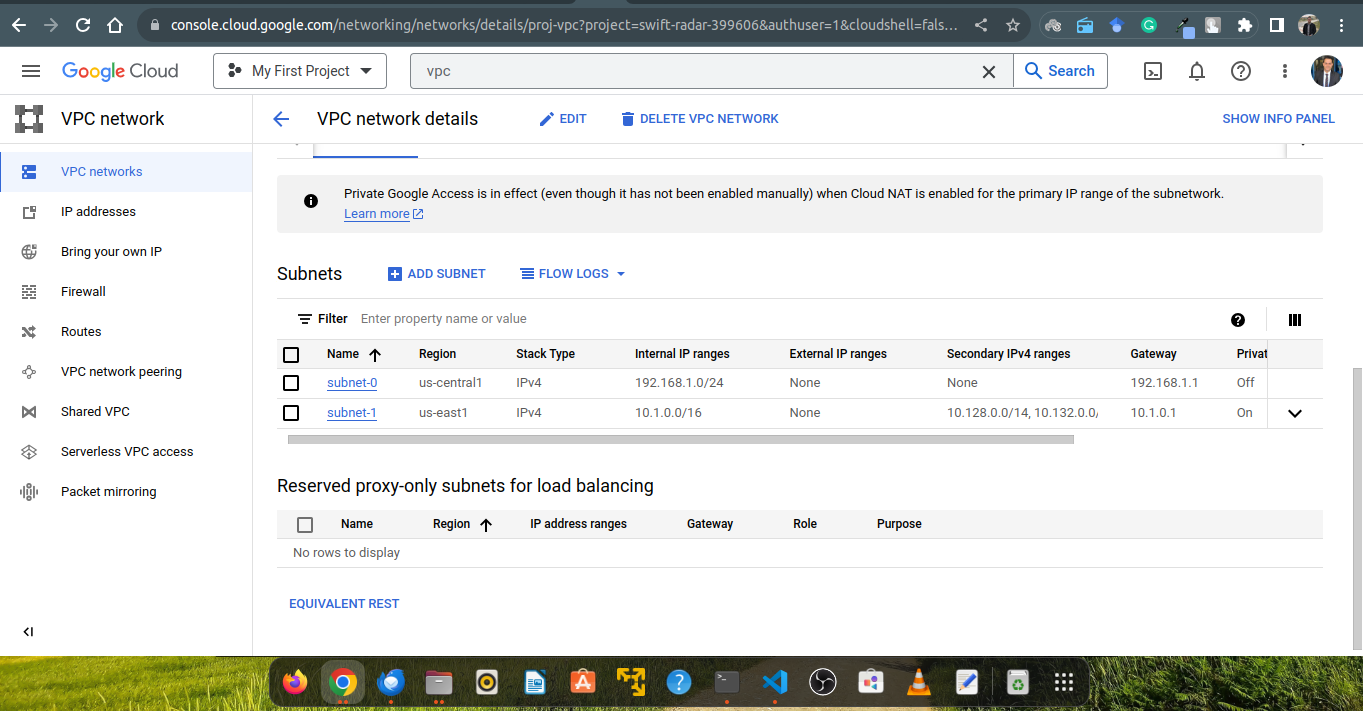 console.cloud.google.com/networking/networks/details/proj-vpc?project=swift-radar-399606&authuser=1&cloudshell=fals...
Google Cloud
My First Project
vpc
Search
VPC network
VPC network details
EDIT
DELETE VPC NETWORK
SHOW INFO PANEL
VPC networks
IP addresses
Bring your own IP
Firewall
Routes
VPC network peering
Shared VPC
Serverless VPC access
Packet mirroring
Private Google Access is in effect (even though it has not been enabled manually) when Cloud NAT is enabled for the primary IP range of the subnetwork.
Learn more
Subnets ADD SUBNET FLOW LOGS
Filter Enter property name or value
Name Region Stack Type Internal IP ranges External IP ranges Secondary IPv4 ranges Gateway Privat
subnet-0 us-central1 IPv4 192.168.1.0/24 None None 192.168.1.1 Off
subnet-1 us-east1 IPv4 10.1.0.0/16 None 10.128.0.0/14, 10.132.0.0/ 10.1.0.1 On
Reserved proxy-only subnets for load balancing
Name Region IP address ranges Gateway Role Purpose
No rows to display
EQUIVALENT REST